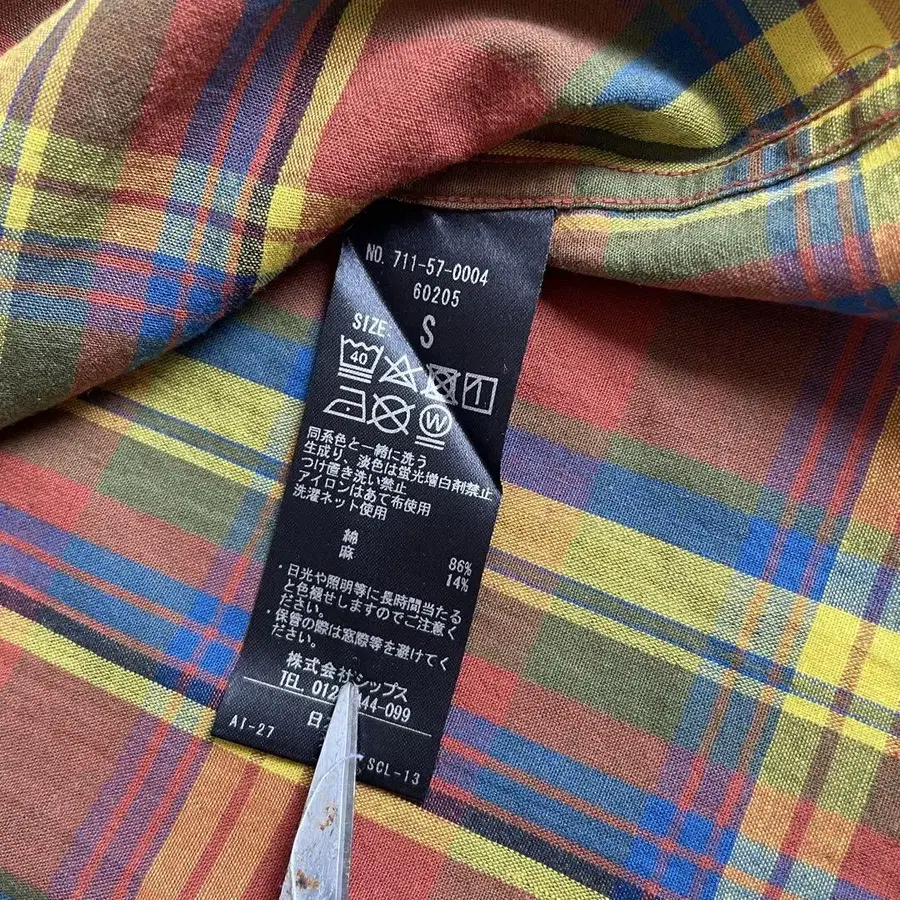 NO. 711-57-0004
60205
SIZE: S
40
W
同系色と一緒に洗う
生成り、淡色は蛍光増白剤禁止
つけ置き洗い禁止
アイロンはあて布使用
洗濯ネット使用
綿 86%
麻 14%
・日光や照明等に長時間当たる
と色褪せしますのでご注意く
ださい。
・保管の際は窓際等を避けてく
ださい。
株式会社シップス
TEL. 012 44-099
AI-27 日 SCL-13